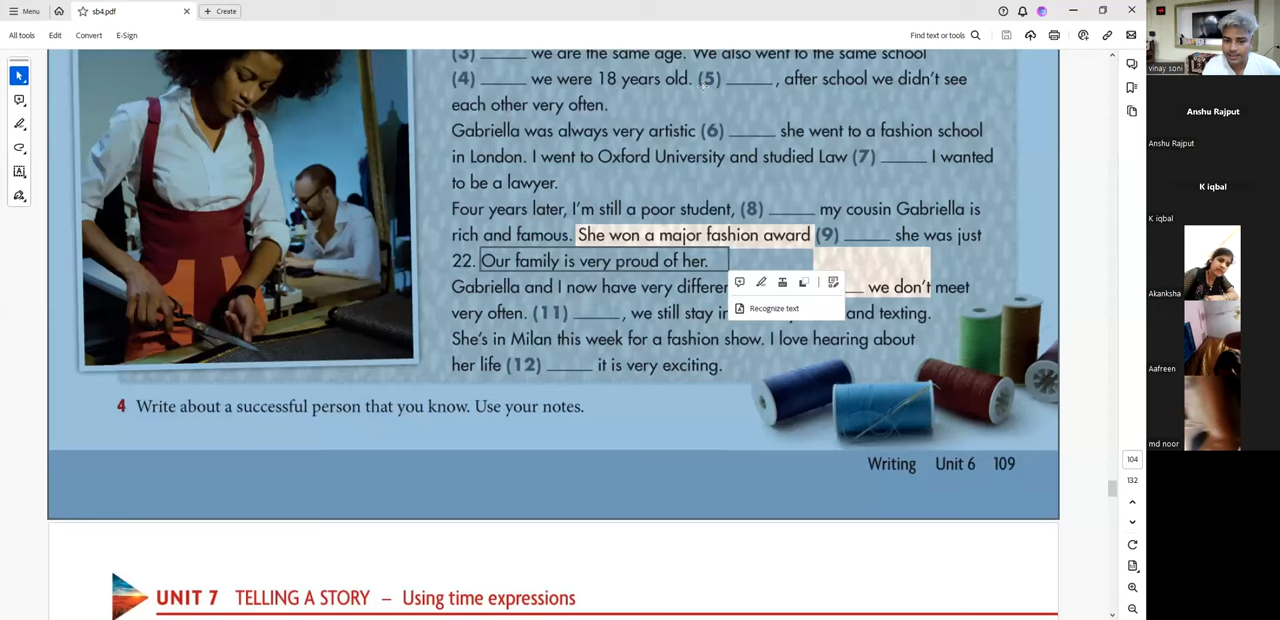 Menu
sb4.pdf
Create
All tools
Edit
Convert
E-Sign
Find text or tools
(3) _____ we are the same age. We also went to the same school
(4) _____ we were 18 years old. (5) _____ , after school we didn't see
each other very often.
Gabriella was always very artistic (6) _____ she went to a fashion school
in London. I went to Oxford University and studied Law (7) _____ I wanted
to be a lawyer.
Four years later, I'm still a poor student, (8) _____ my cousin Gabriella is
rich and famous. She won a major fashion award (9) _____ she was just
22. Our family is very proud of her.
Gabriella and I now have very differen _____ we don't meet
very often. (11) _____ , we still stay in and texting.
She's in Milan this week for a fashion show. I love hearing about
her life (12) _____ it is very exciting.
Recognize text
4 Write about a successful person that you know. Use your notes.
Writing Unit 6 109
UNIT 7 TELLING A STORY – Using time expressions
104
132
vinay soni
Anshu Rajput
Anshu Rajput
K iqbal
K iqbal
Akanksha
Aafreen
md noor